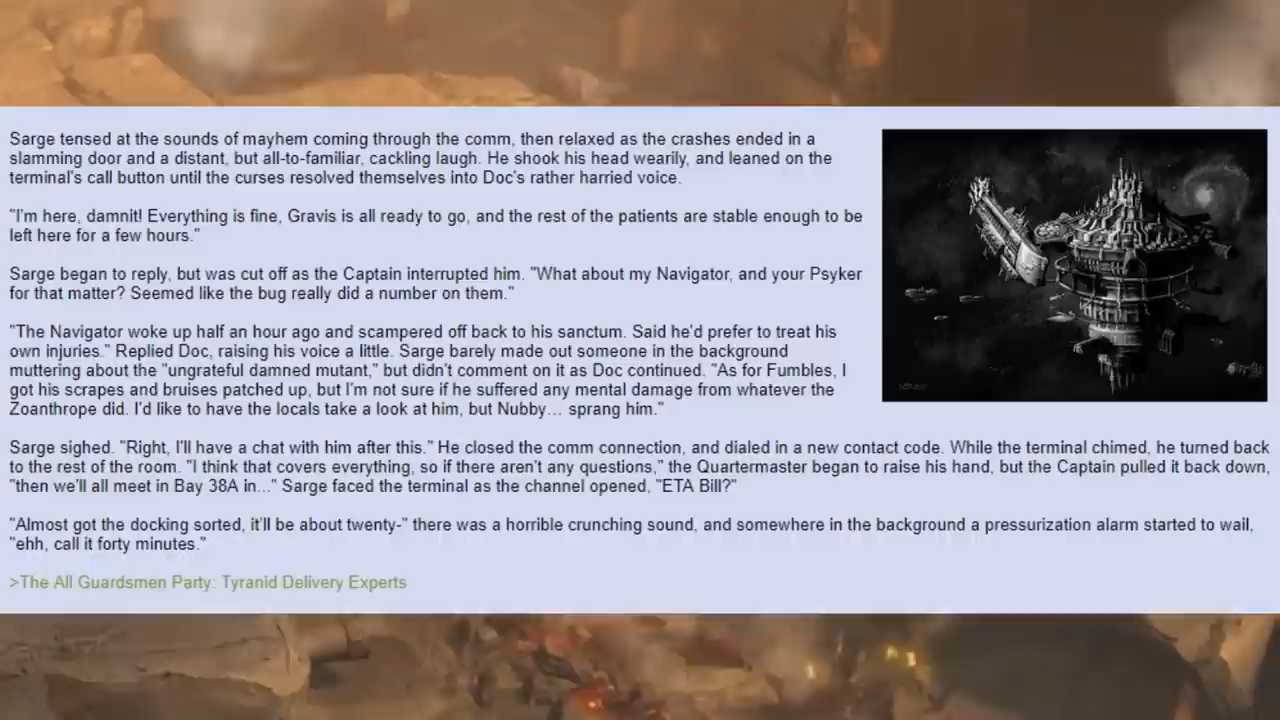 Sarge tensed at the sounds of mayhem coming through the comm, then relaxed as the crashes ended in a
slamming door and a distant, but all-to-familiar, cackling laugh. He shook his head wearily, and leaned on the
terminal's call button until the curses resolved themselves into Doc's rather harried voice.
"I'm here, damnit! Everything is fine, Gravis is all ready to go, and the rest of the patients are stable enough to be
left here for a few hours."
Sarge began to reply, but was cut off as the Captain interrupted him. "What about my Navigator, and your Psyker
for that matter? Seemed like the bug really did a number on them."
"The Navigator woke up half an hour ago and scampered off back to his sanctum. Said he'd prefer to treat his
own injuries." Replied Doc, raising his voice a little. Sarge barely made out someone in the background
muttering about the "ungrateful damned mutant," but didn't comment on it as Doc continued. "As for Fumbles, I
got his scrapes and bruises patched up, but I'm not sure if he suffered any mental damage from whatever the
Zoanthrope did. I'd like to have the locals take a look at him, but Nubby... sprang him."
Sarge sighed. "Right, I'll have a chat with him after this." He closed the comm connection, and dialed in a new contact code. While the terminal chimed, he turned back
to the rest of the room. "I think that covers everything, so if there aren't any questions," the Quartermaster began to raise his hand, but the Captain pulled it back down,
"then we'll all meet in Bay 38A in..." Sarge faced the terminal as the channel opened, "ETA Bill?"
"Almost got the docking sorted, it'll be about twenty-" there was a horrible crunching sound, and somewhere in the background a pressurization alarm started to wail,
"ehh, call it forty minutes."
>The All Guardsmen Party: Tyranid Delivery Experts